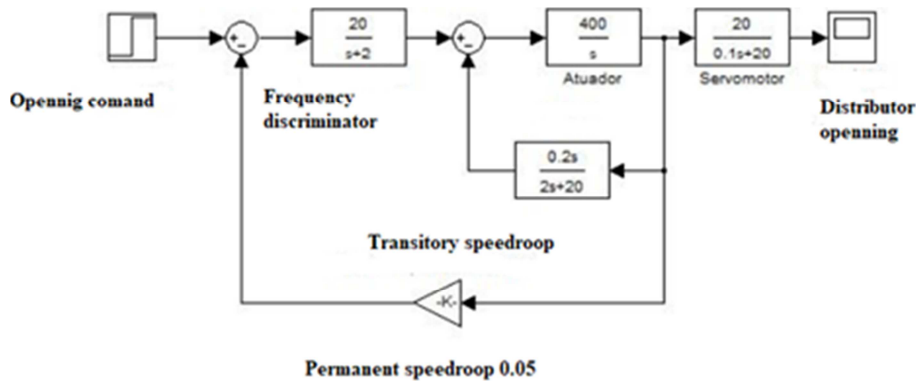 20
s+2
400
s
Atuador
20
0.1s+20
Servomotor
Opennig comand
Frequency
discriminator
Distributor
openning
0.2s
2s+20
Transitory speedroop
-K-
Permanent speedroop 0.05